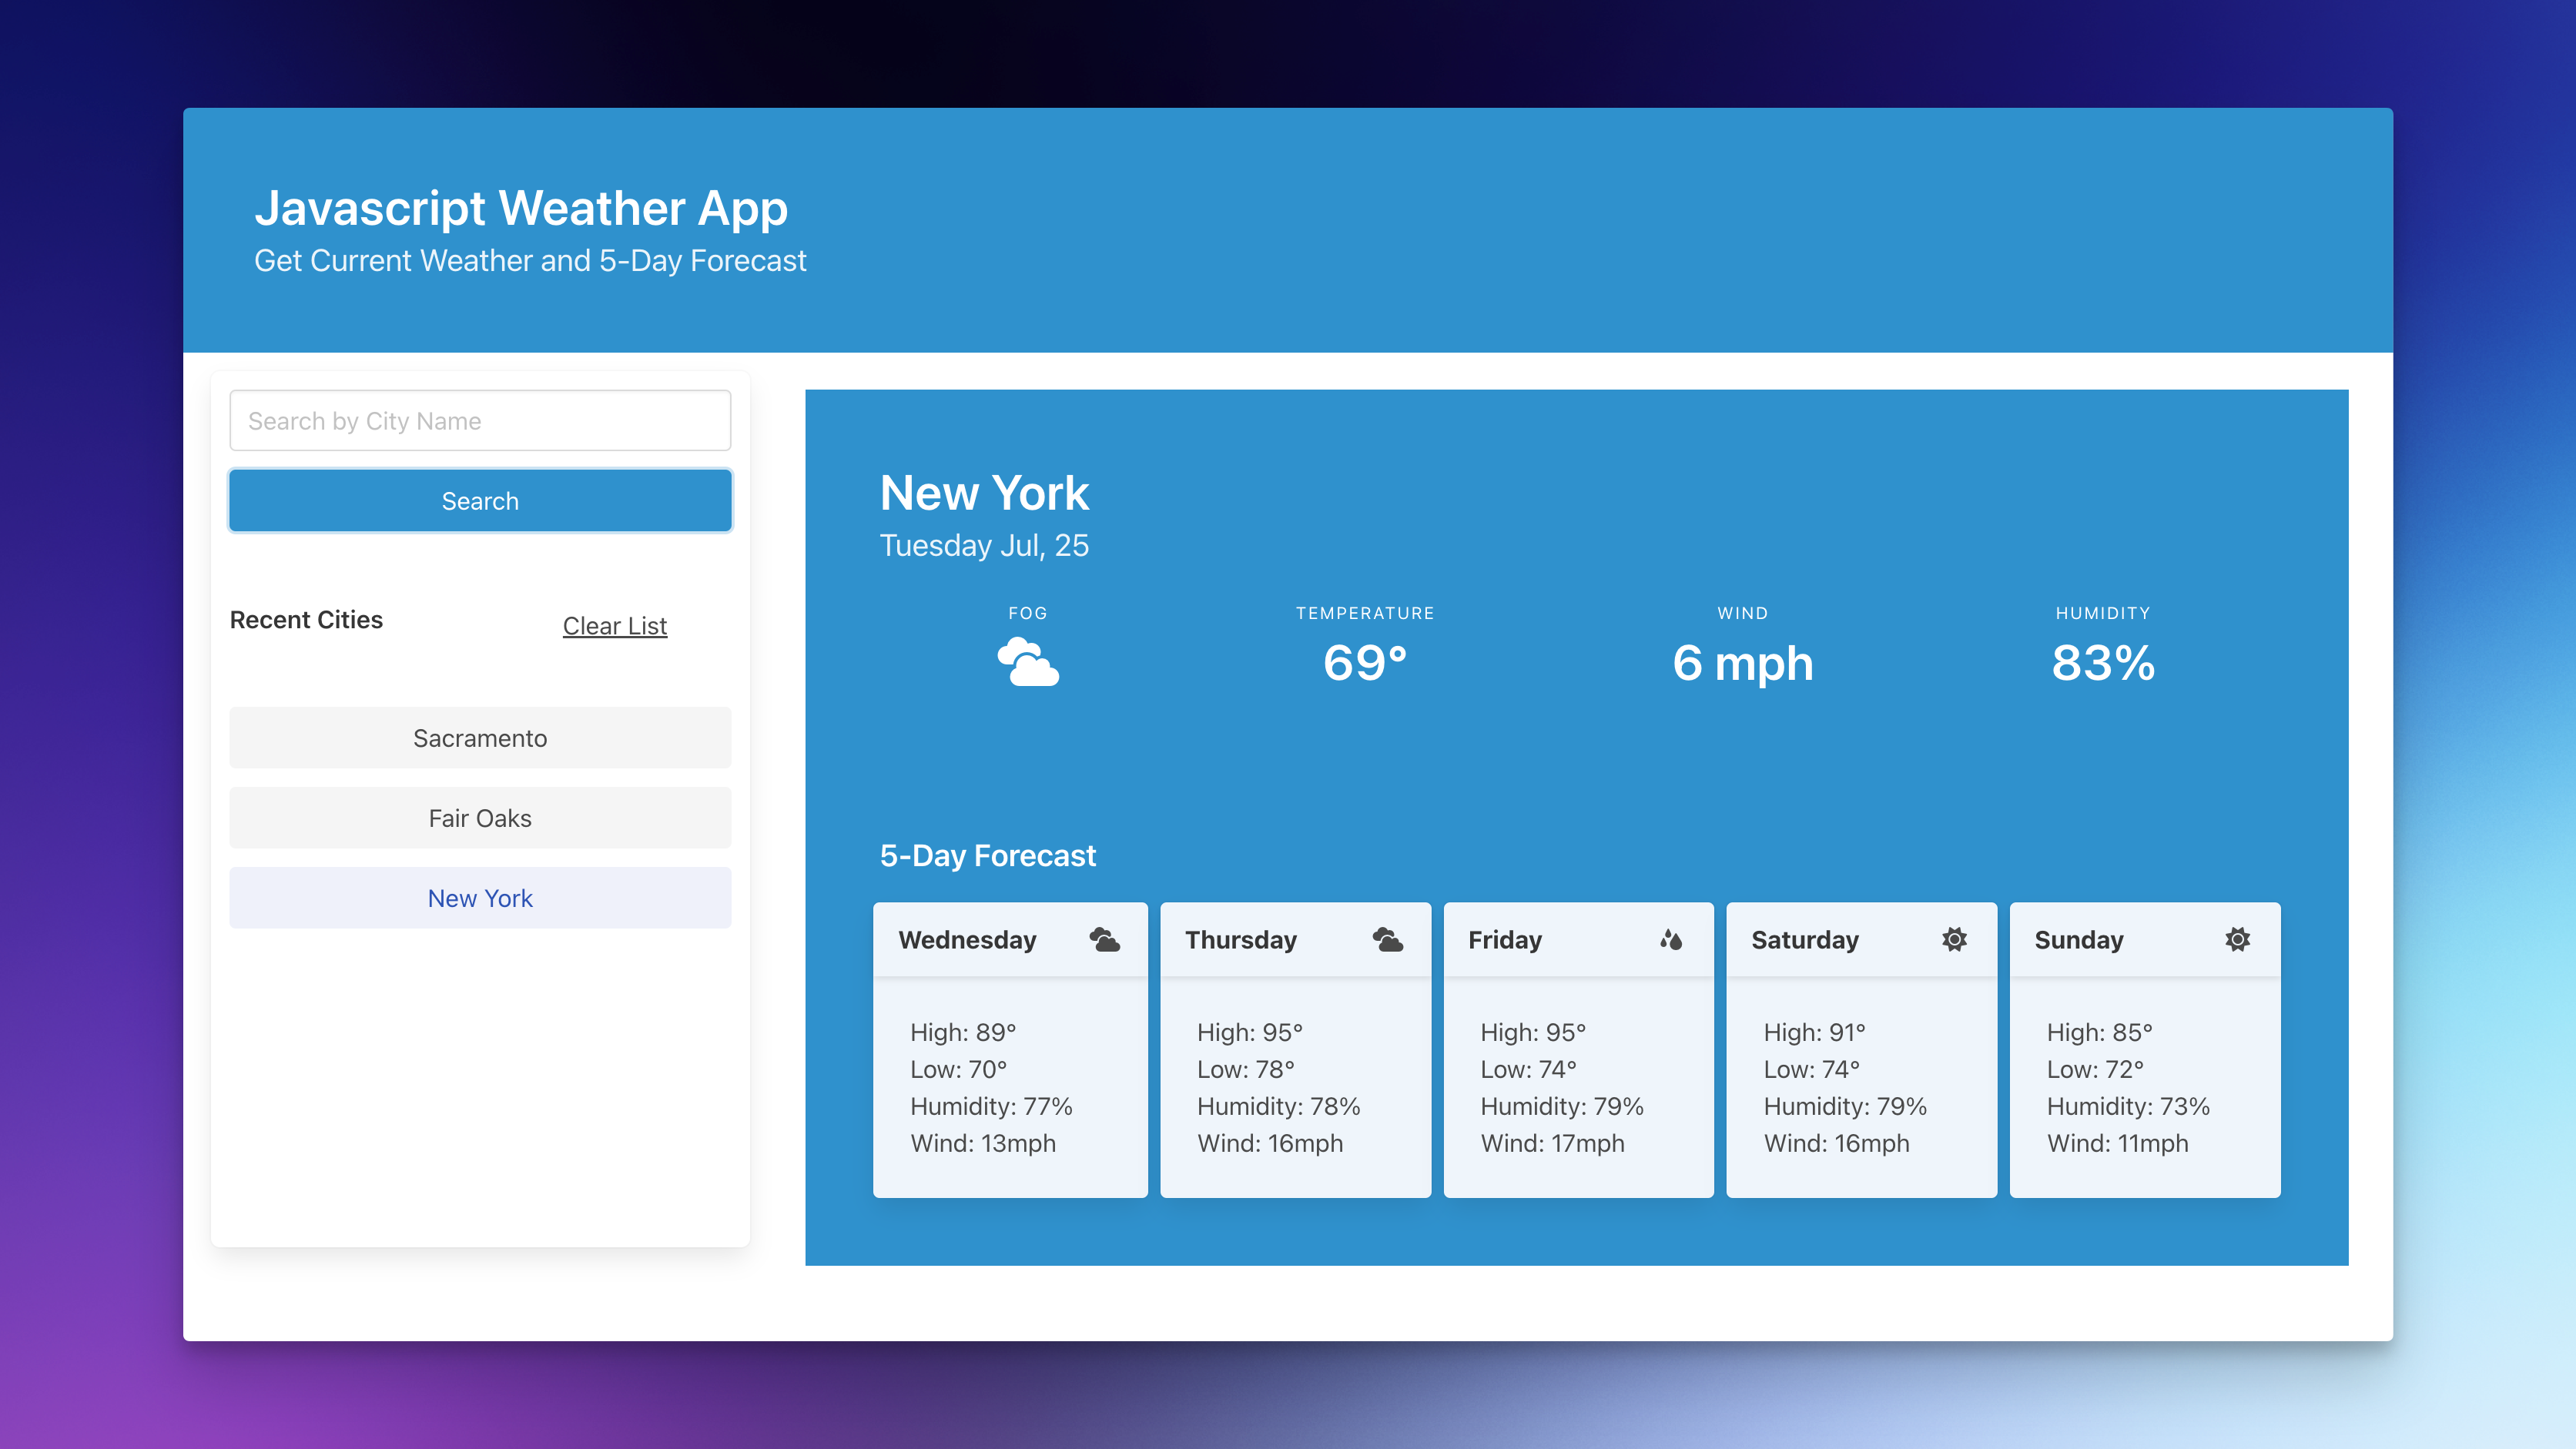 Javascript Weather App
Get Current Weather and 5-Day Forecast
Search by City Name
Search
Recent Cities
Clear List
Sacramento
Fair Oaks
New York
New York
Tuesday Jul, 25
FOG
TEMPERATURE
69°
WIND
6 mph
HUMIDITY
83%
5-Day Forecast
Wednesday
High: 89°
Low: 70°
Humidity: 77%
Wind: 13mph
Thursday
High: 95°
Low: 78°
Humidity: 78%
Wind: 16mph
Friday
High: 95°
Low: 74°
Humidity: 79%
Wind: 17mph
Saturday
High: 91°
Low: 74°
Humidity: 79%
Wind: 16mph
Sunday
High: 85°
Low: 72°
Humidity: 73%
Wind: 11mph